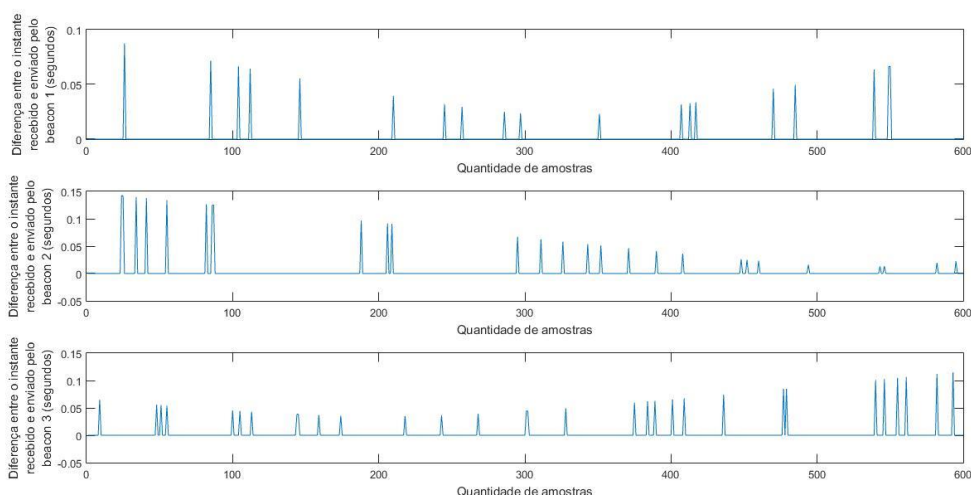 Diferença entre o instante
recebido e enviado pelo
beacon 1 (segundos)
0.1
0.05
0
0 100 200 300 400 500 600
Quantidade de amostras
Diferença entre o instante
recebido e enviado pelo
beacon 2 (segundos)
0.15
0.1
0.05
0
-0.05
0 100 200 300 400 500 600
Quantidade de amostras
Diferença entre o instante
recebido e enviado pelo
beacon 3 (segundos)
0.15
0.1
0.05
0
-0.05
0 100 200 300 400 500 600
Quantidade de amostras